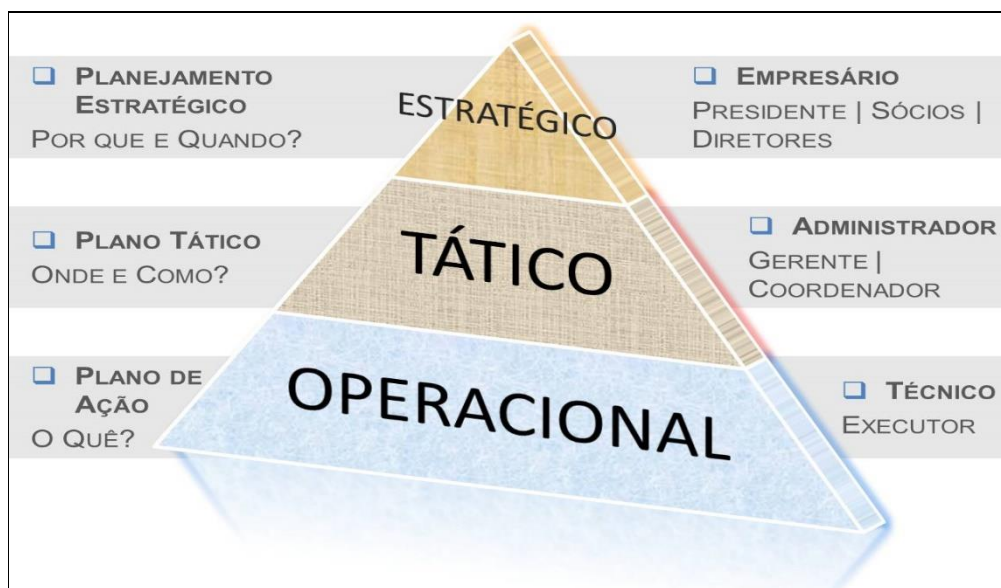 PLANEJAMENTO
ESTRATÉGICO
POR QUE E QUANDO?
ESTRATÉGICO
EMPRESÁRIO
PRESIDENTE | SÓCIOS |
DIRETORES
PLANO TÁTICO
ONDE E COMO?
TÁTICO
ADMINISTRADOR
GERENTE |
COORDENADOR
PLANO DE
AÇÃO
O QUÊ?
OPERACIONAL
TÉCNICO
EXECUTOR